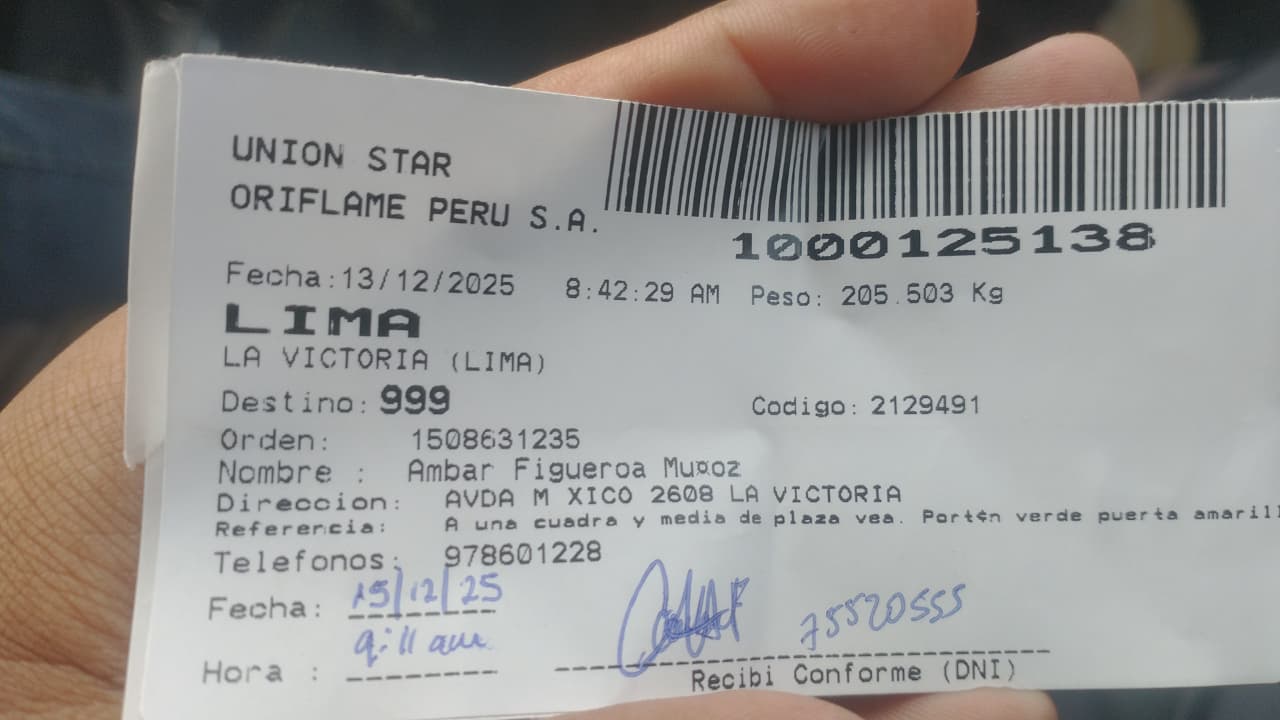 UNION STAR
ORIFLAME PERU S.A.
1000125138
Fecha:13/12/2025 8:42:29 AM Peso: 205.503 Kg
LIMA
LA VICTORIA (LIMA)
Destino: 999 Codigo: 2129491
Orden: 1508631235
Nombre : Ambar Figueroa Mu¤oz
Direccion: AVDA M XICO 2608 LA VICTORIA
Referencia: A una cuadra y media de plaza vea. Port¢n verde puerta amarill
Telefonos: 978601228
Fecha: 15/12/25
Hora : 9:11 am
75520555
Recibi Conforme (DNI)